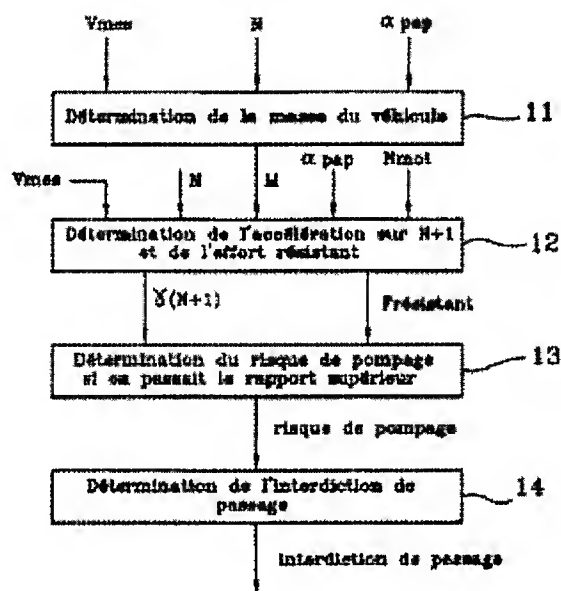 Vmes N α pap
Détermination de la masse du véhicule 11
Vmes N M α pap Nmot
Détermination de l'accélération sur N+1
et de l'effort résistant 12
γ(N+1) Frésistant
Détermination du risque de pompage
si on passait le rapport supérieur 13
risque de pompage
Détermination de l'interdiction de
passage 14
interdiction de passage